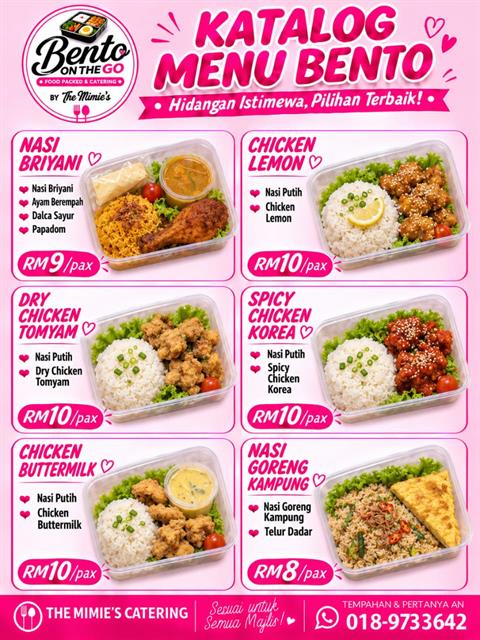 Bento
ON THE GO
FOOD PACKED & CATERING
BY The Mimie's
KATALOG
MENU BENTO
Hidangan Istimewa, Pilihan Terbaik!
NASI
BRIYANI
Nasi Briyani
Ayam Berempah
Dalca Sayur
Papadom
RM9/pax
CHICKEN
LEMON
Nasi Putih
Chicken
Lemon
RM10/pax
DRY
CHICKEN
TOMYAM
Nasi Putih
Dry Chicken
Tomyam
RM10/pax
SPICY
CHICKEN
KOREA
Nasi Putih
Spicy
Chicken
Korea
RM10/pax
CHICKEN
BUTTERMILK
Nasi Putih
Chicken
Buttermilk
RM10/pax
NASI
GORENG
KAMPUNG
Nasi Goreng
Kampung
Telur Dadar
RM8/pax
THE MIMIE'S CATERING
Sesuai untuk
Semua Majlis!
TEMPAHAN & PERTANYA AN
018-9733642